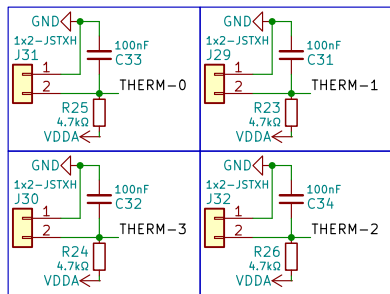 GND
1x2-JSTXH
J31
1
2
100nF
C33
THERM-0
R25
4.7kΩ
VDDA
GND
1x2-JSTXH
J29
1
2
100nF
C31
THERM-1
R23
4.7kΩ
VDDA
GND
1x2-JSTXH
J30
1
2
100nF
C32
THERM-3
R24
4.7kΩ
VDDA
GND
1x2-JSTXH
J32
1
2
100nF
C34
THERM-2
R26
4.7kΩ
VDDA